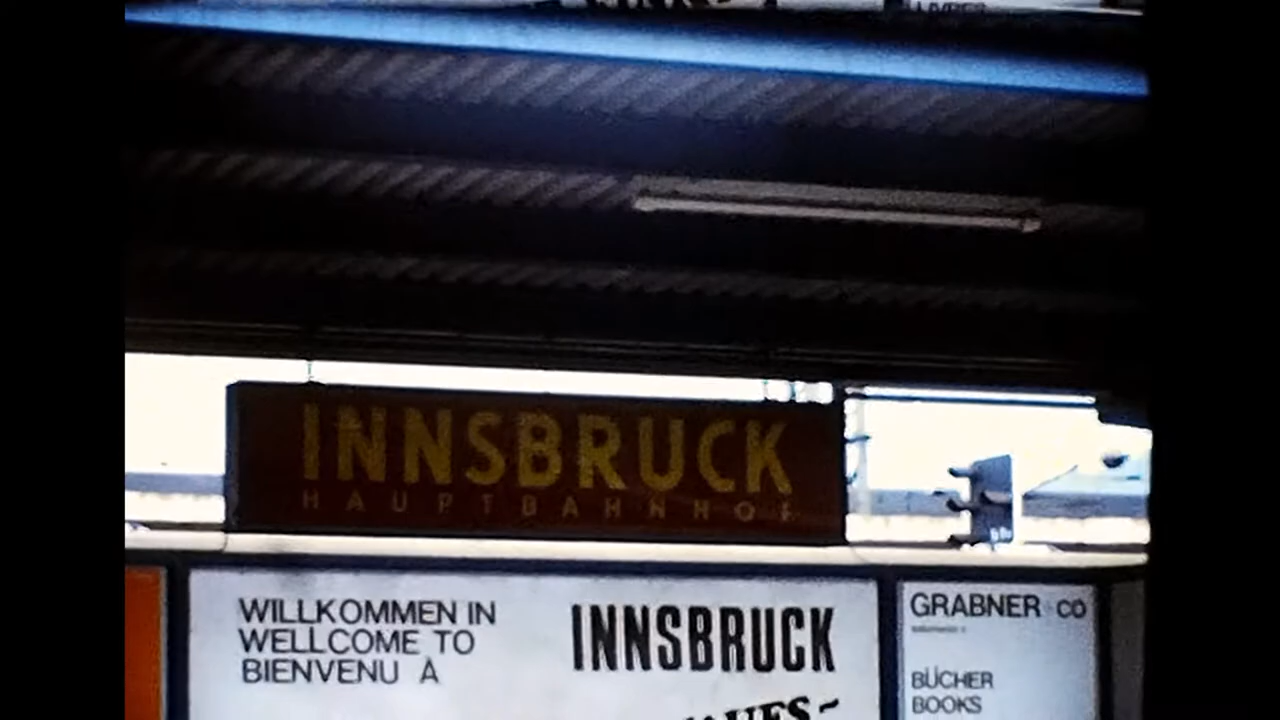 INNSBRUCK
HAUPTBAHNHOF
WILLKOMMEN IN
WELLCOME TO
BIENVENU À
INNSBRUCK
GRABNER CO
BÜCHER
BOOKS